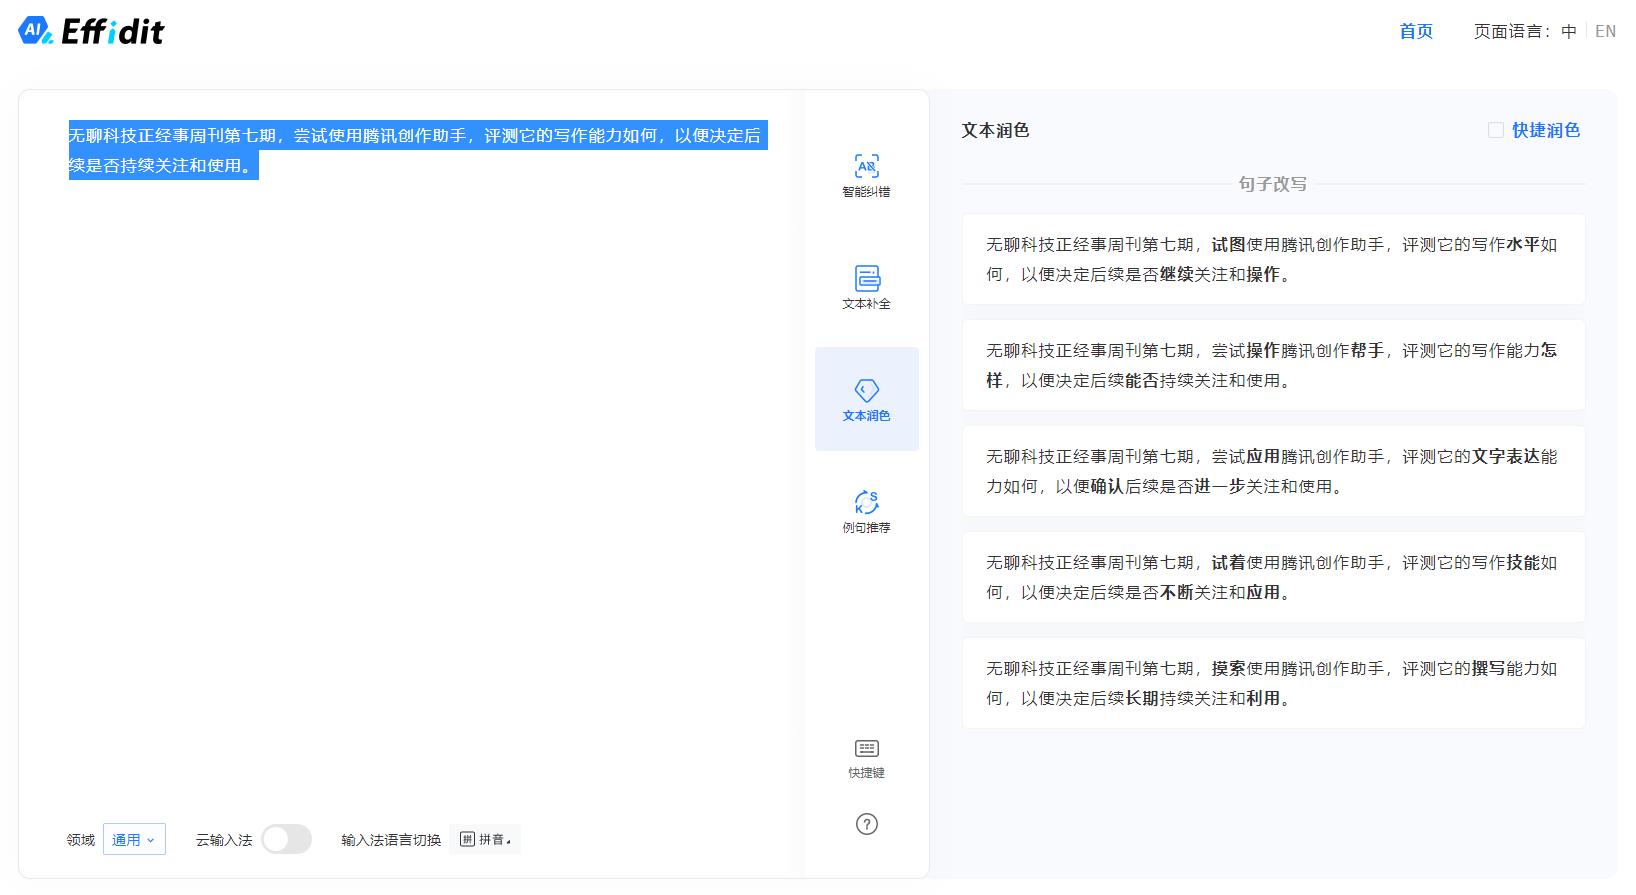 AI Effidit
首页
页面语言：中 EN
无聊科技正经事周刊第七期，尝试使用腾讯创作助手，评测它的写作能力如何，以便决定后
续是否持续关注和使用。
AB
智能纠错
文本补全
文本润色
S
K
例句推荐
快捷键
?
领域 通用
云输入法
输入法语言切换 拼 拼音
文本润色
快捷润色
句子改写
无聊科技正经事周刊第七期，试图使用腾讯创作助手，评测它的写作水平如
何，以便决定后续是否继续关注和操作。
无聊科技正经事周刊第七期，尝试操作腾讯创作帮手，评测它的写作能力怎
样，以便决定后续能否持续关注和使用。
无聊科技正经事周刊第七期，尝试应用腾讯创作助手，评测它的文字表达能
力如何，以便确认后续是否进一步关注和使用。
无聊科技正经事周刊第七期，试着使用腾讯创作助手，评测它的写作技能如
何，以便决定后续是否不断关注和应用。
无聊科技正经事周刊第七期，摸索使用腾讯创作助手，评测它的撰写能力如
何，以便决定后续长期持续关注和利用。